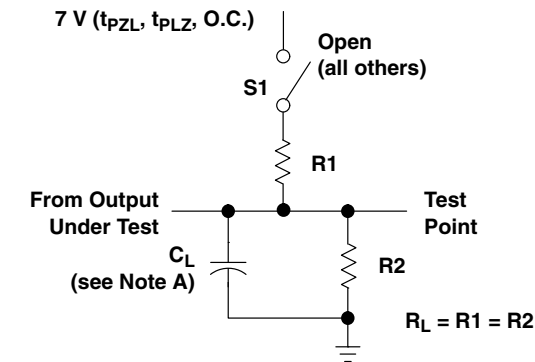 7 V (tPZL, tPLZ, O.C.)
Open
(all others)
S1
R1
From Output
Under Test
Test
Point
CL
(see Note A)
R2
RL = R1 = R2